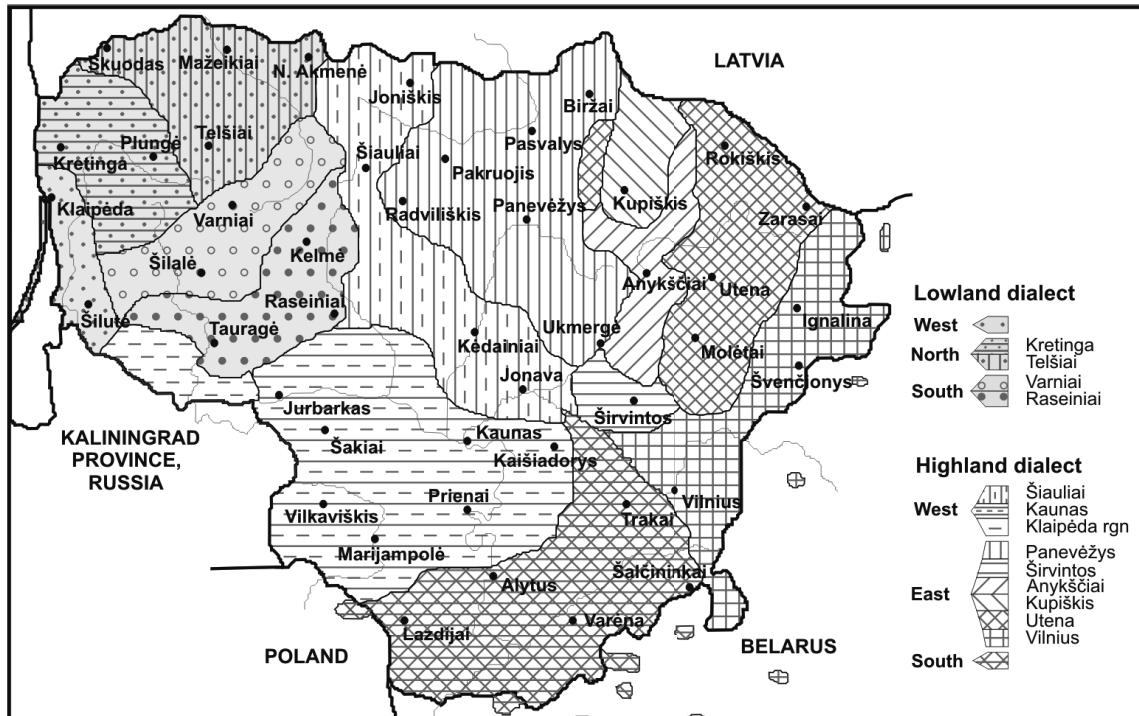 LATVIA
Skuodas
Mažeikiai
N. Akmenė
Joniškis
Biržai
Plungė
Telšiai
Kretinga
Šiauliai
Pasvalys
Pakruojis
Rokiškis
Klaipėda
Varniai
Radviliškis
Panevėžys
Kupiškis
Zarasai
Šilalė
Kelmė
Anykščiai
Utena
Raseiniai
Šilutė
Tauragė
Ukmergė
Ignalina
Kėdainiai
Molėtai
Jonava
Švenčionys
Jurbarkas
Širvintos
Šakiai
Kaunas
Kaišiadorys
KALININGRAD
PROVINCE,
RUSSIA
Vilkaviškis
Prienai
Trakai
Vilnius
Marijampolė
Alytus
Šalčininkai
Lazdijai
Varėna
POLAND
BELARUS
Lowland dialect
West
North
Kretinga
Telšiai
South
Varniai
Raseiniai
Highland dialect
West
Šiauliai
Kaunas
Klaipėda rgn
East
Panevėžys
Širvintos
Anykščiai
Kupiškis
Utena
Vilnius
South